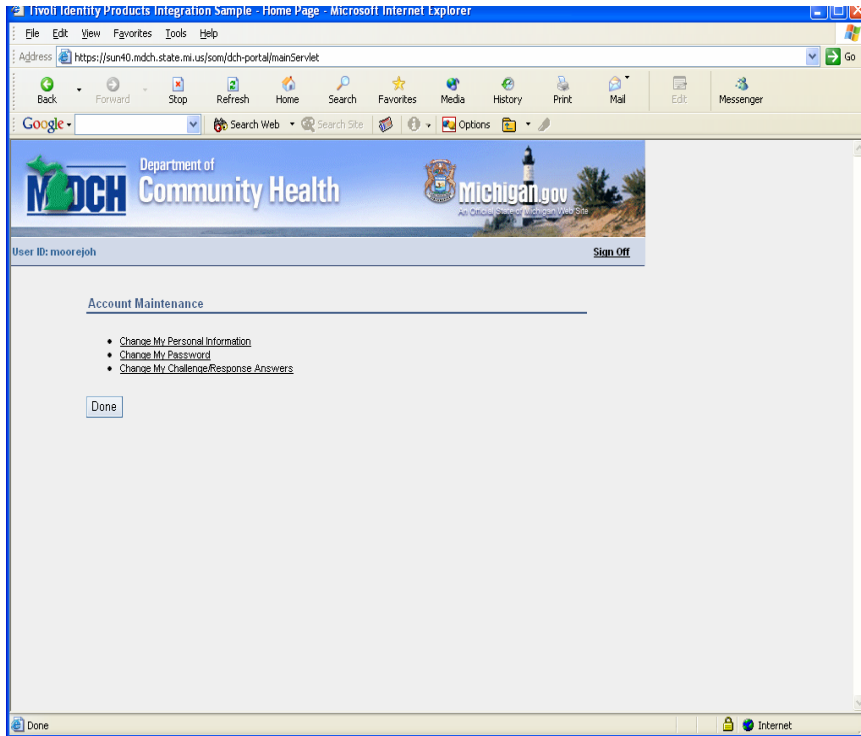 Tivoli Identity Products Integration Sample - Home Page - Microsoft Internet Explorer
File Edit View Favorites Tools Help
Address https://sun40.mdch.state.mi.us/som/dch-portal/mainServlet Go
Back Forward Stop Refresh Home Search Favorites Media History Print Mail Edit Messenger
Google Search Web Search Site Options
MDCH Department of Community Health
Michigan.gov
An Official State of Michigan Web Site
User ID: moorejoh Sign Off
Account Maintenance
Change My Personal Information
Change My Password
Change My Challenge/Response Answers
Done
Done Internet